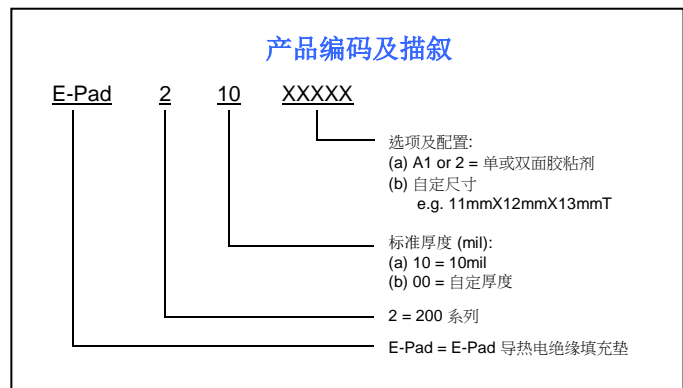 产品编码及描叙
E-Pad 2 10 XXXXX
选项及配置:
(a) A1 or 2 = 单或双面胶粘剂
(b) 自定尺寸
e.g. 11mmX12mmX13mmT
标准厚度 (mil):
(a) 10 = 10mil
(b) 00 = 自定厚度
2 = 200 系列
E-Pad = E-Pad 导热电绝缘填充垫